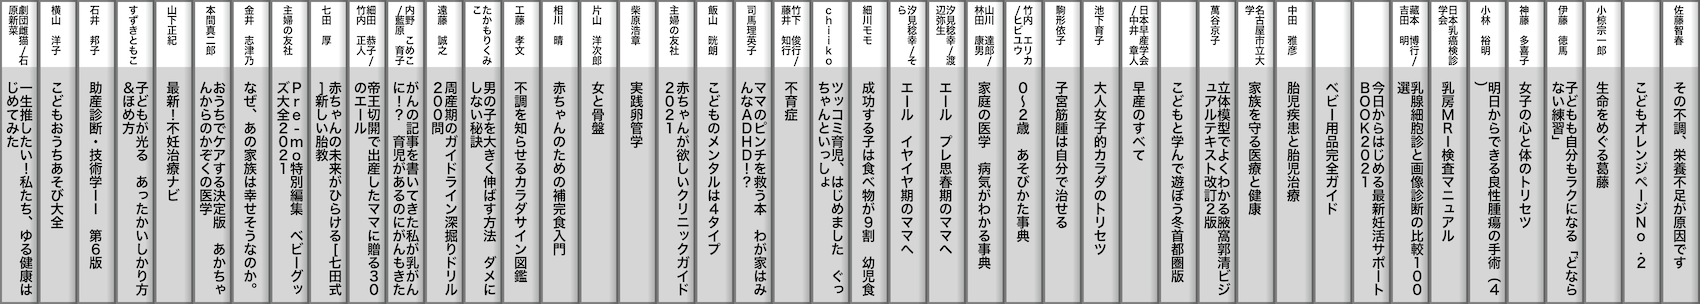 佐藤智春
その不調、栄養不足が原因です
こどもオレンジページNo.2
小椋宗一郎
生命をめぐる葛藤
伊藤 徳馬
子どもも自分もラクになる「どなら
ない練習」
神藤 多喜子
女子の心と体のトリセツ
小林 裕明
明日からできる良性腫瘍の手術（4
）
日本乳癌検診
学会
乳房MRI検査マニュアル
蔵本 博行/
吉田 明
乳腺細胞診と画像診断の比較100
選
今日からはじめる最新妊活サポート
BOOK2021
ベビー用品完全ガイド
中田 雅彦
胎児疾患と胎児治療
名古屋市立大
学
家族を守る医療と健康
こどもと学んで遊ぼう冬首都圏版
萬谷京子
立体模型でよくわかる腋窩郭清ビジ
ュアルテキスト改訂2版
日本早産学会
/中井 章人
早産のすべて
池下育子
大人女子的カラダのトリセツ
駒形依子
子宮筋腫は自分で治せる
竹内 エリカ
/ヒビユウ
0～2歳 あそびかた事典
山川 達郎/
林田 康男
家庭の医学 病気がわかる事典
汐見稔幸/渡
辺弥生
エール プレ思春期のママへ
汐見稔幸/そ
ら
エール イヤイヤ期のママへ
細川モモ
成功する子は食べ物が9割 幼児食
chiiko
ツッコミ育児、はじめました ぐっ
ちゃんといっしょ
竹下 俊行/
藤井 知行
不育症
司馬理英子
ママのピンチを救う本 わが家はみ
んなADHD!?
飯山 晄朗
こどものメンタルは4タイプ
主婦の友社
赤ちゃんが欲しいクリニックガイド
2021
柴原浩章
実践卵管学
片山 洋次郎
女と骨盤
相川 晴
赤ちゃんのための補完食入門
工藤 孝文
不調を知らせるカラダサイン図鑑
たかもりくみ
こ
男の子を大きく伸ばす方法 ダメに
しない秘訣
遠藤 誠之
周産期のガイドライン深掘りドリル
200問
内野 こめこ
/藍原 育子
がんの記事を書いてきた私が乳がん
に!? 育児があるのにがんもきた
細田 恭子/
竹内 正人
帝王切開で出産したママに贈る30
のエール
七田 厚
赤ちゃんの未来がひらける[七田式
]新しい胎教
主婦の友社
Pre-mo特別編集 ベビーグッ
ズ大全2021
金井 志津乃
なぜ、あの家族は幸せそうなのか。
本間真二郎
おうちでケアする決定版 あかちゃ
んからのかぞくの医学
山下正紀
最新!不妊治療ナビ
すずきともこ
子どもが光る あったかいしかり方
&ほめ方
石井 邦子
助産診断・技術学II 第6版
横山 洋子
こどもおうちあそび大全
劇団雌猫/石
原新菜
一生推したい!私たち、ゆる健康は
じめてみた